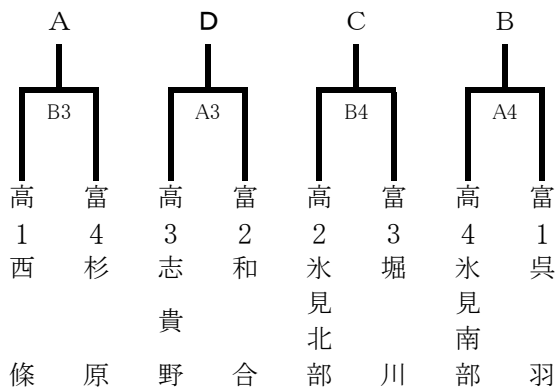 A D C B
B3 A3 B4 A4
高 富 高 富 高 富 高 富
1 4 3 2 2 3 4 1
西條 杉原 志貴野 和合 氷見北部 堀川 氷見南部 呉羽